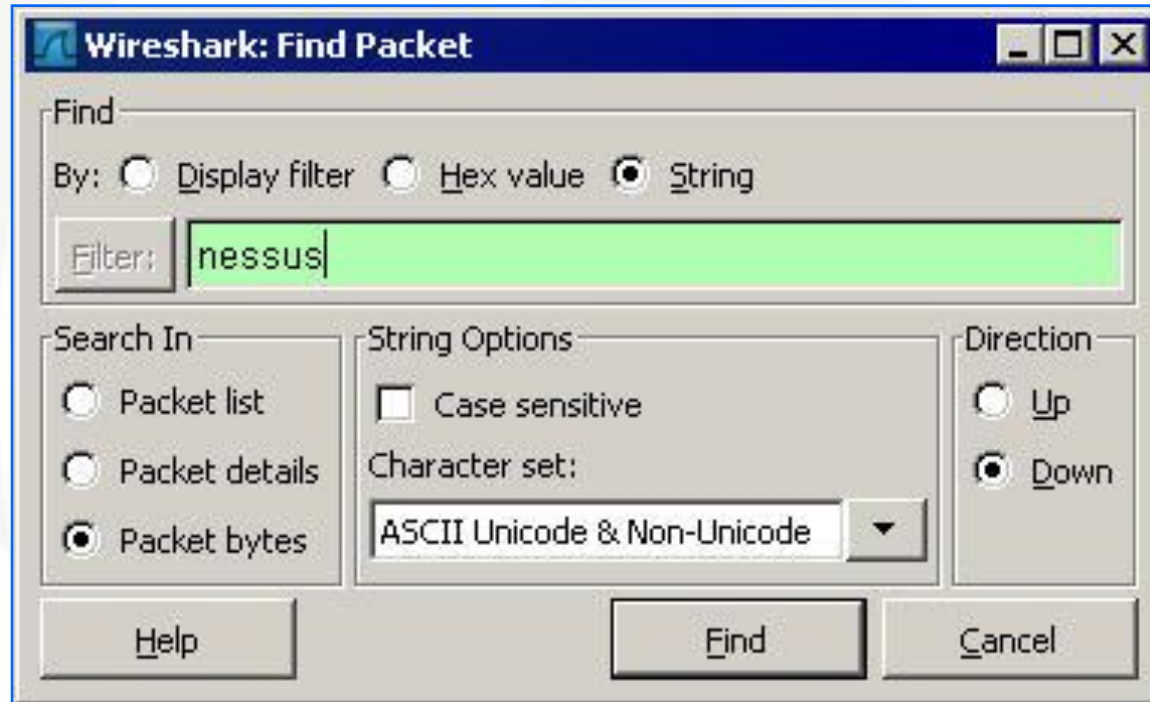 Wireshark: Find Packet
Find
By: Display filter Hex value String
Filter: nessus
Search In
Packet list
Packet details
Packet bytes
String Options
Case sensitive
Character set:
ASCII Unicode & Non-Unicode
Direction
Up
Down
Help Find Cancel